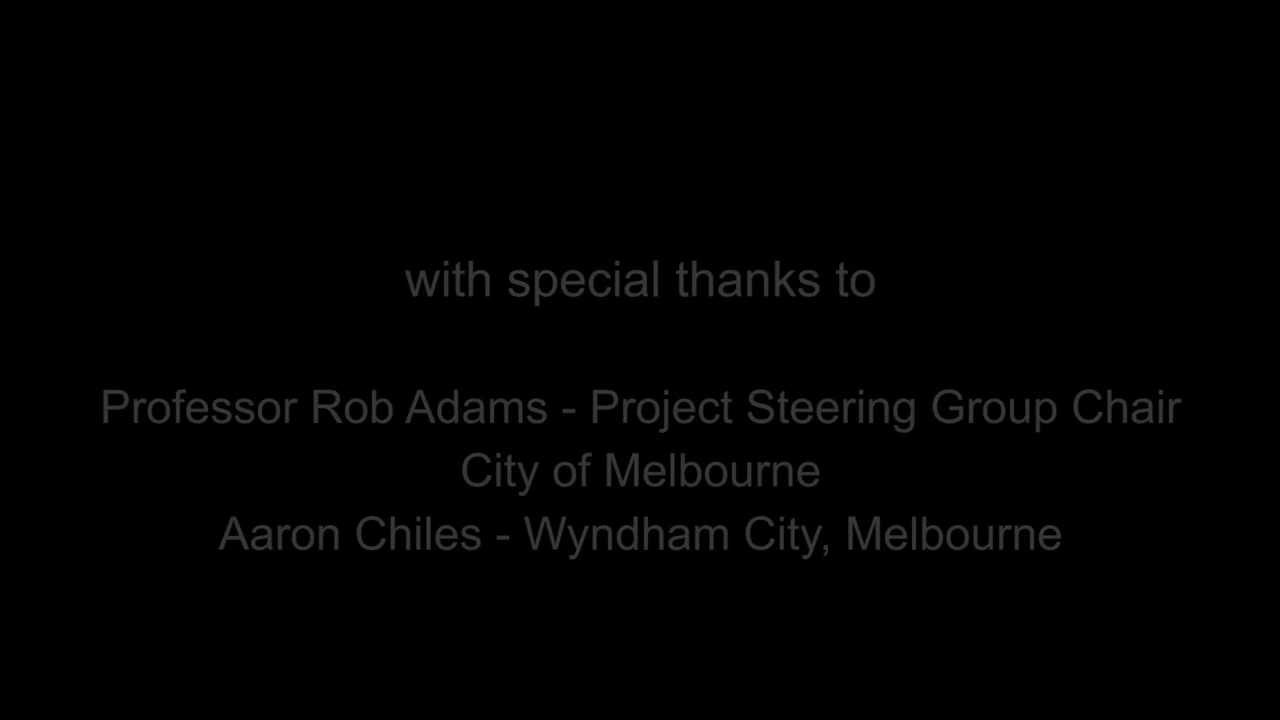 with special thanks to
Professor Rob Adams - Project Steering Group Chair
City of Melbourne
Aaron Chiles - Wyndham City, Melbourne